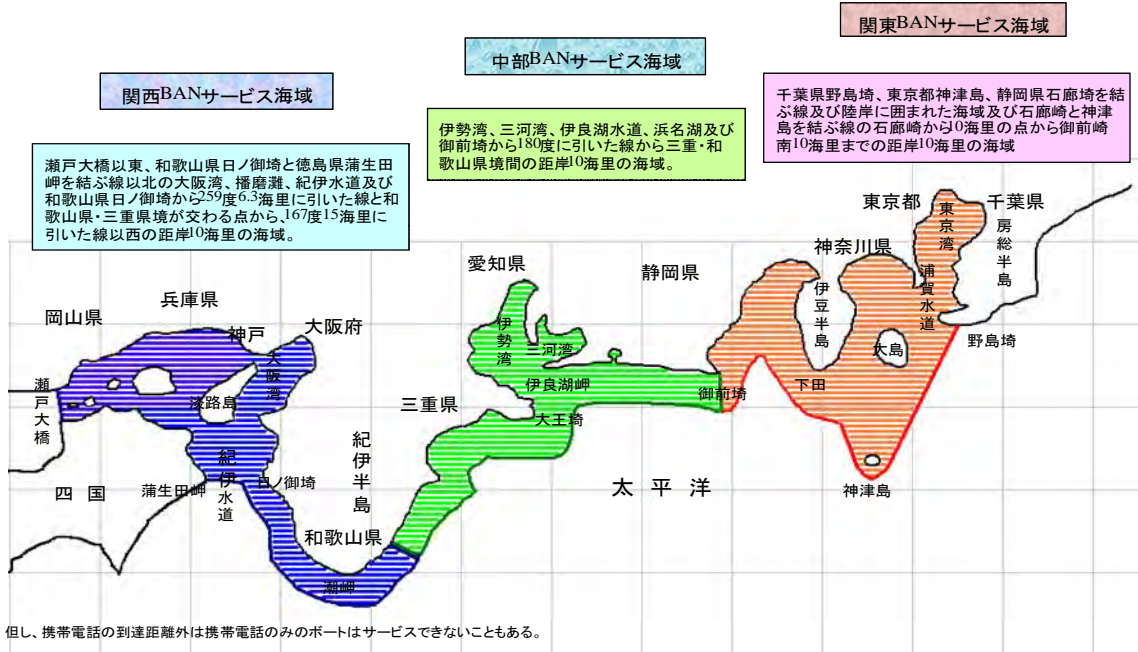 関東BANサービス海域
中部BANサービス海域
関西BANサービス海域
千葉県野島埼、東京都神津島、静岡県石廊埼を結
ぶ線及び陸岸に囲まれた海域及び石廊崎と神津
島を結ぶ線の石廊崎から10海里の点から御前崎
南10海里までの距岸10海里の海域
伊勢湾、三河湾、伊良湖水道、浜名湖及び
御前埼から180度に引いた線から三重・和
歌山県境間の距岸10海里の海域。
瀬戸大橋以東、和歌山県日ノ御埼と徳島県蒲生田
岬を結ぶ線以北の大阪湾、播磨灘、紀伊水道及び
和歌山県日ノ御埼から259度6.3海里に引いた線と和
歌山県・三重県境が交わる点から、167度15海里に
引いた線以西の距岸10海里の海域。
東京都
千葉県
東京湾
房総半島
神奈川県
愛知県
静岡県
浦賀水道
伊豆半島
兵庫県
岡山県
神戸
大阪府
伊勢湾
三河湾
大島
野島埼
大阪湾
瀬戸大橋
伊良湖岬
下田
御前埼
淡路島
三重県
大王埼
紀伊半島
紀伊水道
日ノ御埼
蒲生田岬
四国
太平洋
神津島
和歌山県
潮岬
但し、携帯電話の到達距離外は携帯電話のみのボートはサービスできないこともある。